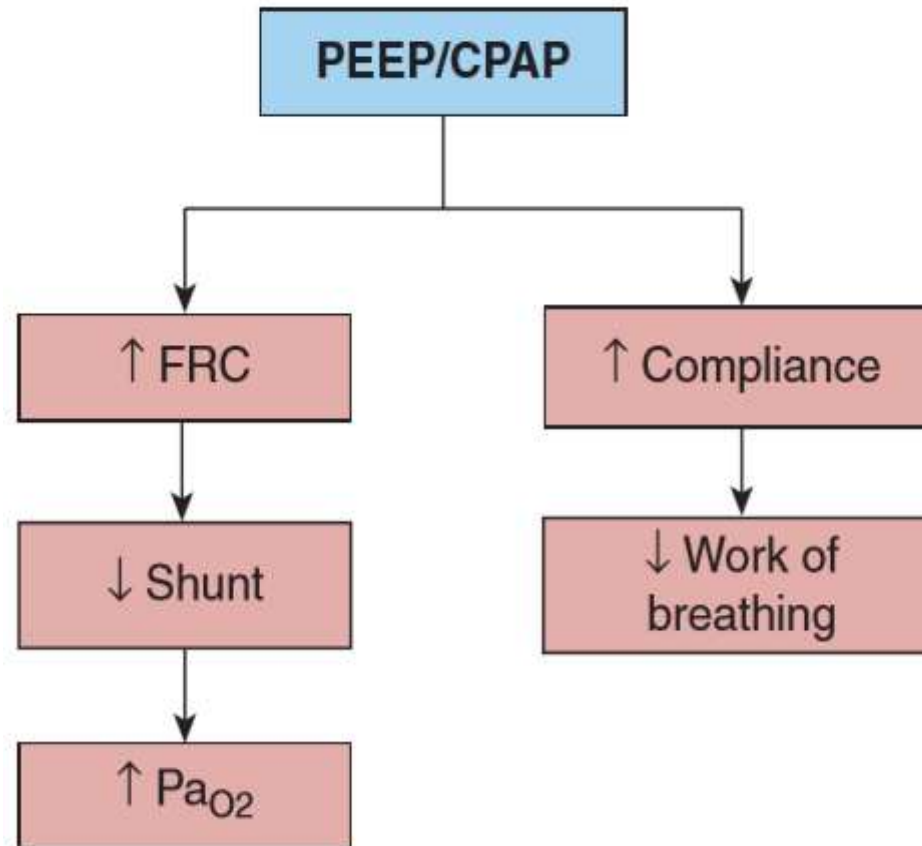 PEEP/CPAP
↑ FRC
↑ Compliance
↓ Shunt
↓ Work of
breathing
↑ PaO2